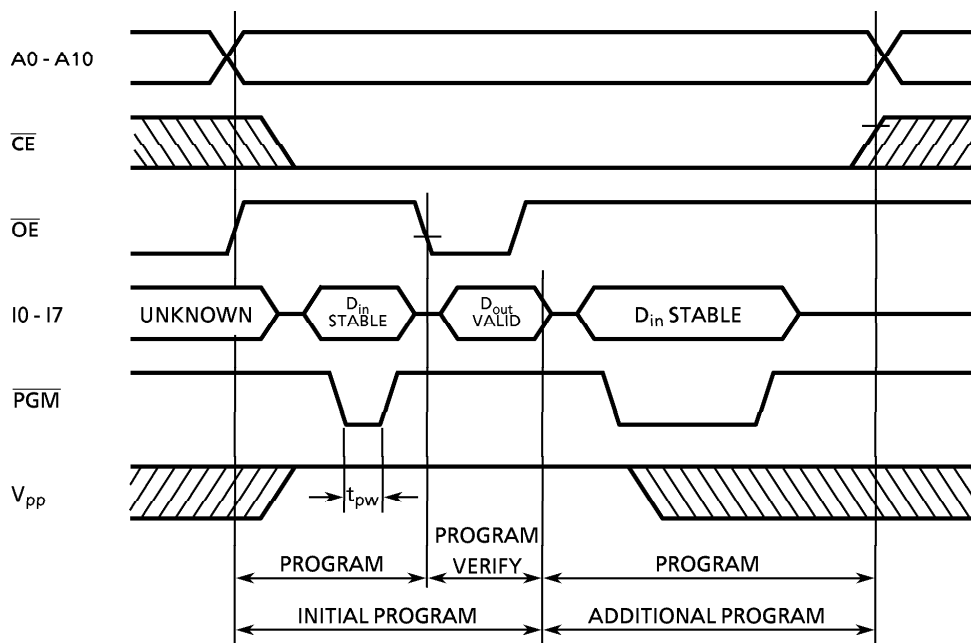 A0 - A10
CE
OE
I0 - I7
UNKNOWN
Din
STABLE
Dout
VALID
Din STABLE
PGM
Vpp
tpw
PROGRAM
PROGRAM
VERIFY
PROGRAM
INITIAL PROGRAM
ADDITIONAL PROGRAM